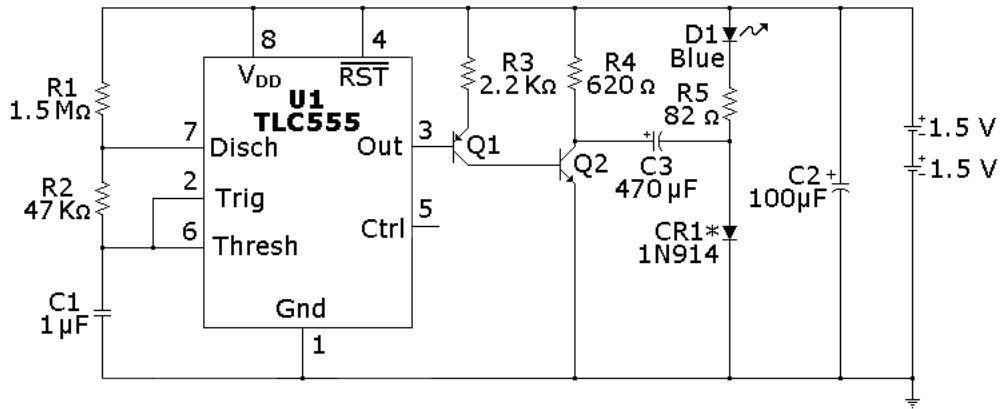 8
4
V_DD
RST
U1
TLC555
R1
1.5 MΩ
7
Disch
2
Trig
R2
47 KΩ
6
Thresh
C1
1 µF
Out
3
Ctrl
5
Gnd
1
R3
2.2 KΩ
Q1
R4
620 Ω
Q2
D1
Blue
R5
82 Ω
+
C3
470 µF
CR1*
1N914
C2
+
100µF
+
-
1.5 V
+
-
1.5 V